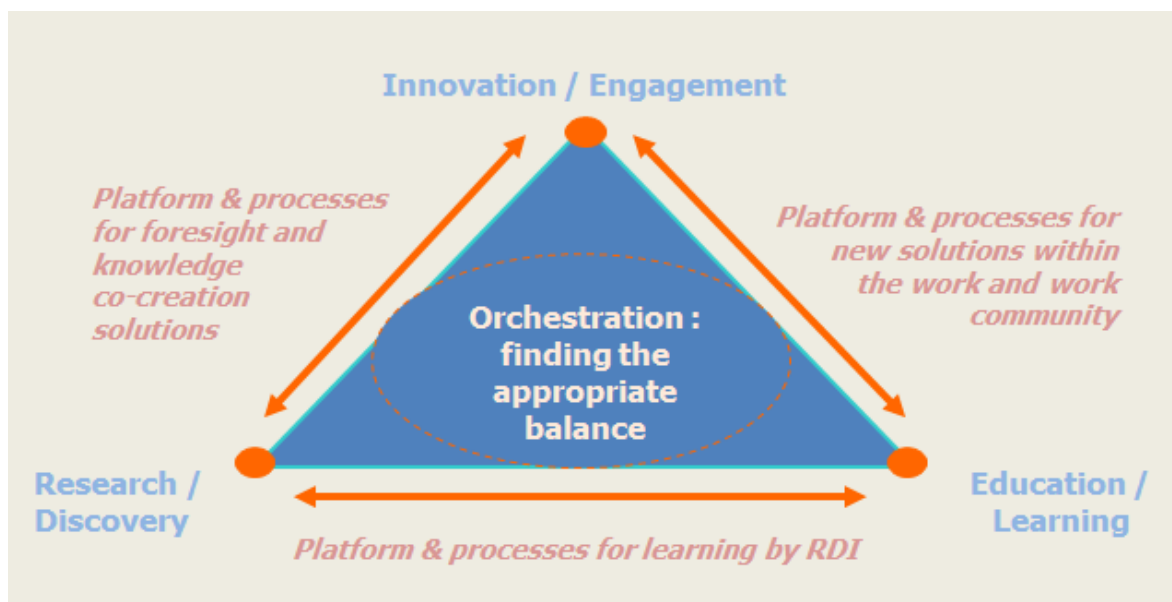 Innovation / Engagement
Platform & processes
for foresight and
knowledge
co-creation
solutions
Platform & processes for
new solutions within
the work and work
community
Orchestration :
finding the
appropriate
balance
Research /
Discovery
Education /
Learning
Platform & processes for learning by RDI